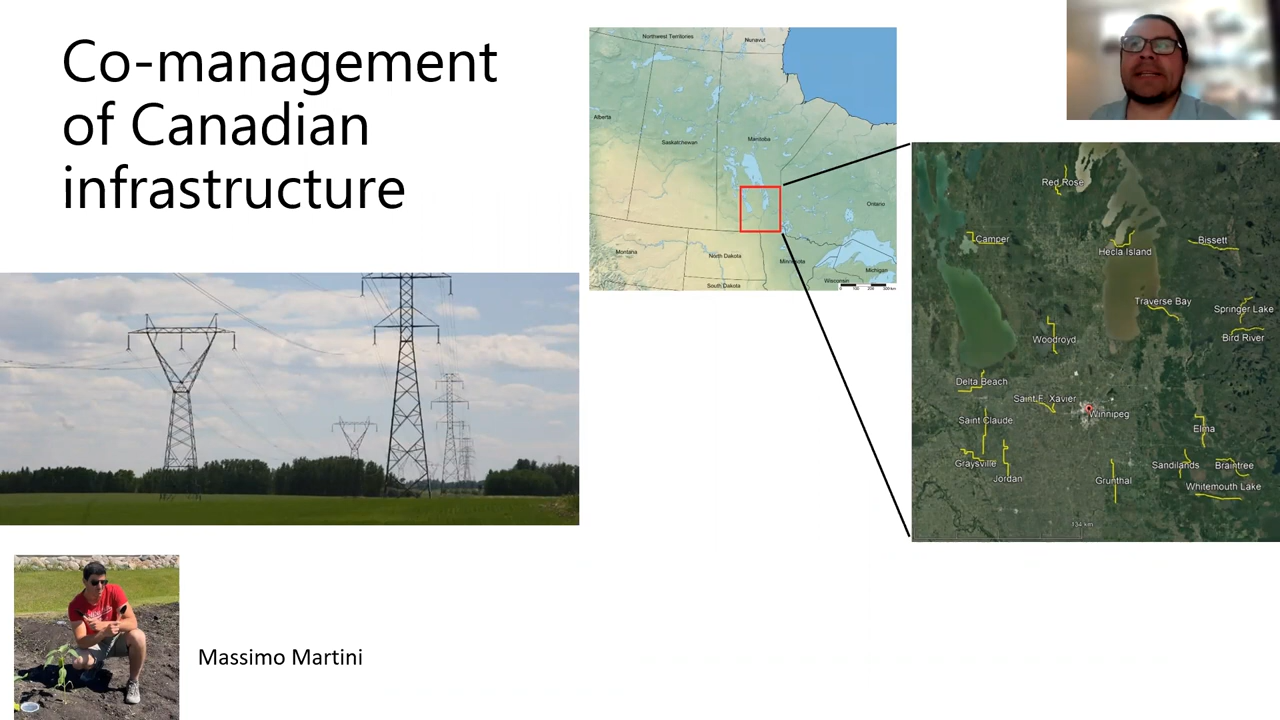 Co-management
of Canadian
infrastructure
Northwest Territories
Nunavut
Alberta
Saskatchewan
Manitoba
Ontario
Montana
North Dakota
Minnesota
South Dakota
Wisconsin
Michigan
Red Rose
Camper
Hecla Island
Bissett
Traverse Bay
Springer Lake
Woodroyd
Bird River
Delta Beach
Saint F. Xavier
Winnipeg
Saint Claude
Elma
Graysville
Jordan
Grunthal
Sandilands
Braintree
Whitemouth Lake
134 km
Massimo Martini